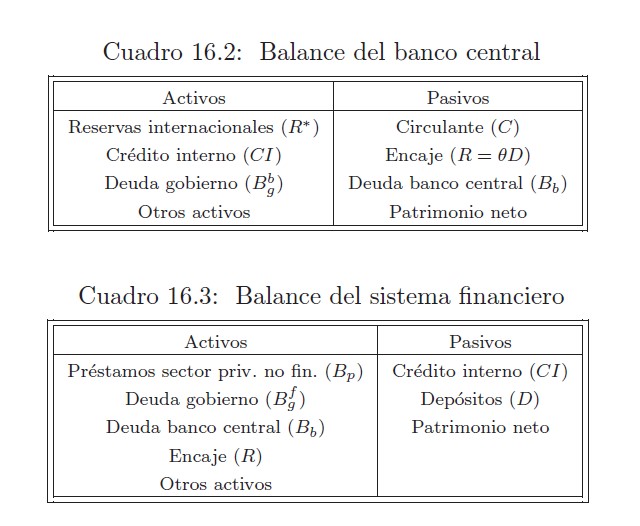 Cuadro 16.2: Balance del banco central
Activos Pasivos
Reservas internacionales (R*) Circulante (C)
Crédito interno (CI) Encaje (R = θD)
Deuda gobierno (B_g^b) Deuda banco central (B_b)
Otros activos Patrimonio neto
Cuadro 16.3: Balance del sistema financiero
Activos Pasivos
Préstamos sector priv. no fin. (B_p) Crédito interno (CI)
Deuda gobierno (B_g^f) Depósitos (D)
Deuda banco central (B_b) Patrimonio neto
Encaje (R)
Otros activos